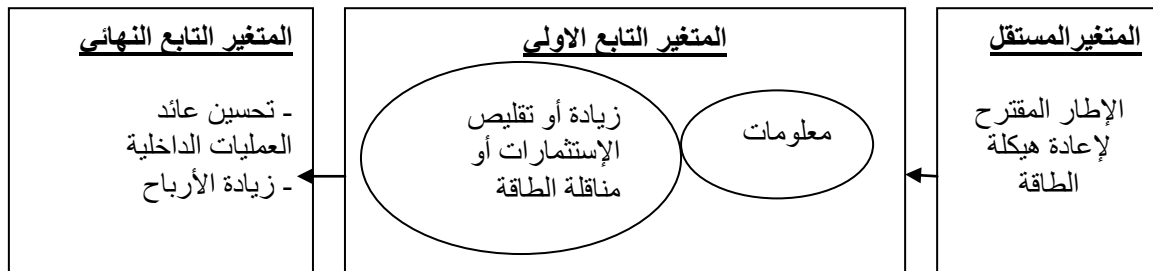 المتغيرالمستقل
الإطار المقترح
لإعادة هيكلة
الطاقة
المتغير التابع الاولي
معلومات
زيادة أو تقليص
الإستثمارات أو
مناقلة الطاقة
المتغير التابع النهائي
- تحسين عائد
العمليات الداخلية
- زيادة الأرباح